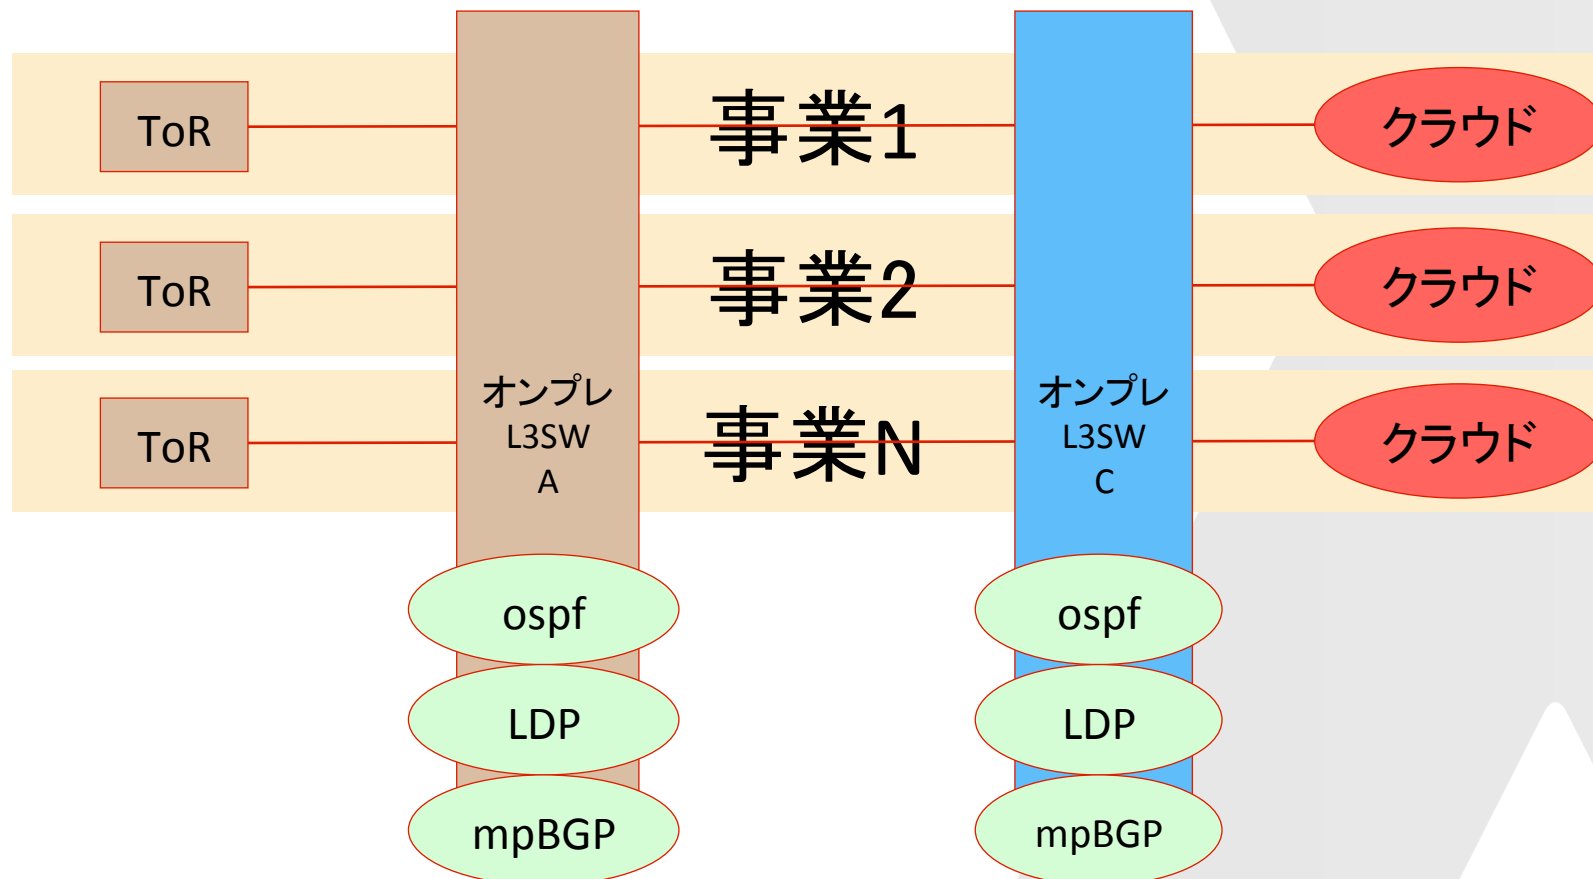 ToR
事業1
クラウド
ToR
事業2
クラウド
ToR
オンプレ
L3SW
A
事業N
オンプレ
L3SW
C
クラウド
ospf
ospf
LDP
LDP
mpBGP
mpBGP